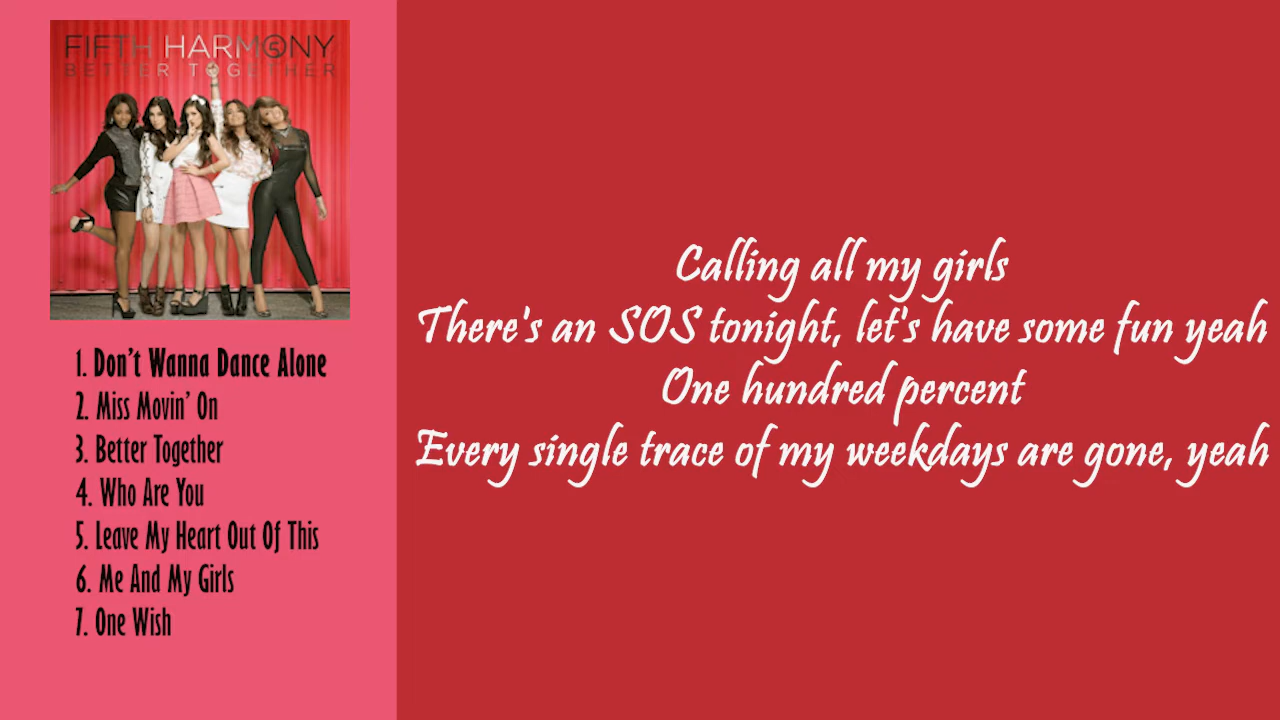 FIFTH HARMONY
BETTER TOGETHER
1. Don't Wanna Dance Alone
2. Miss Movin' On
3. Better Together
4. Who Are You
5. Leave My Heart Out Of This
6. Me And My Girls
7. One Wish
Calling all my girls
There's an SOS tonight, let's have some fun yeah
One hundred percent
Every single trace of my weekdays are gone, yeah